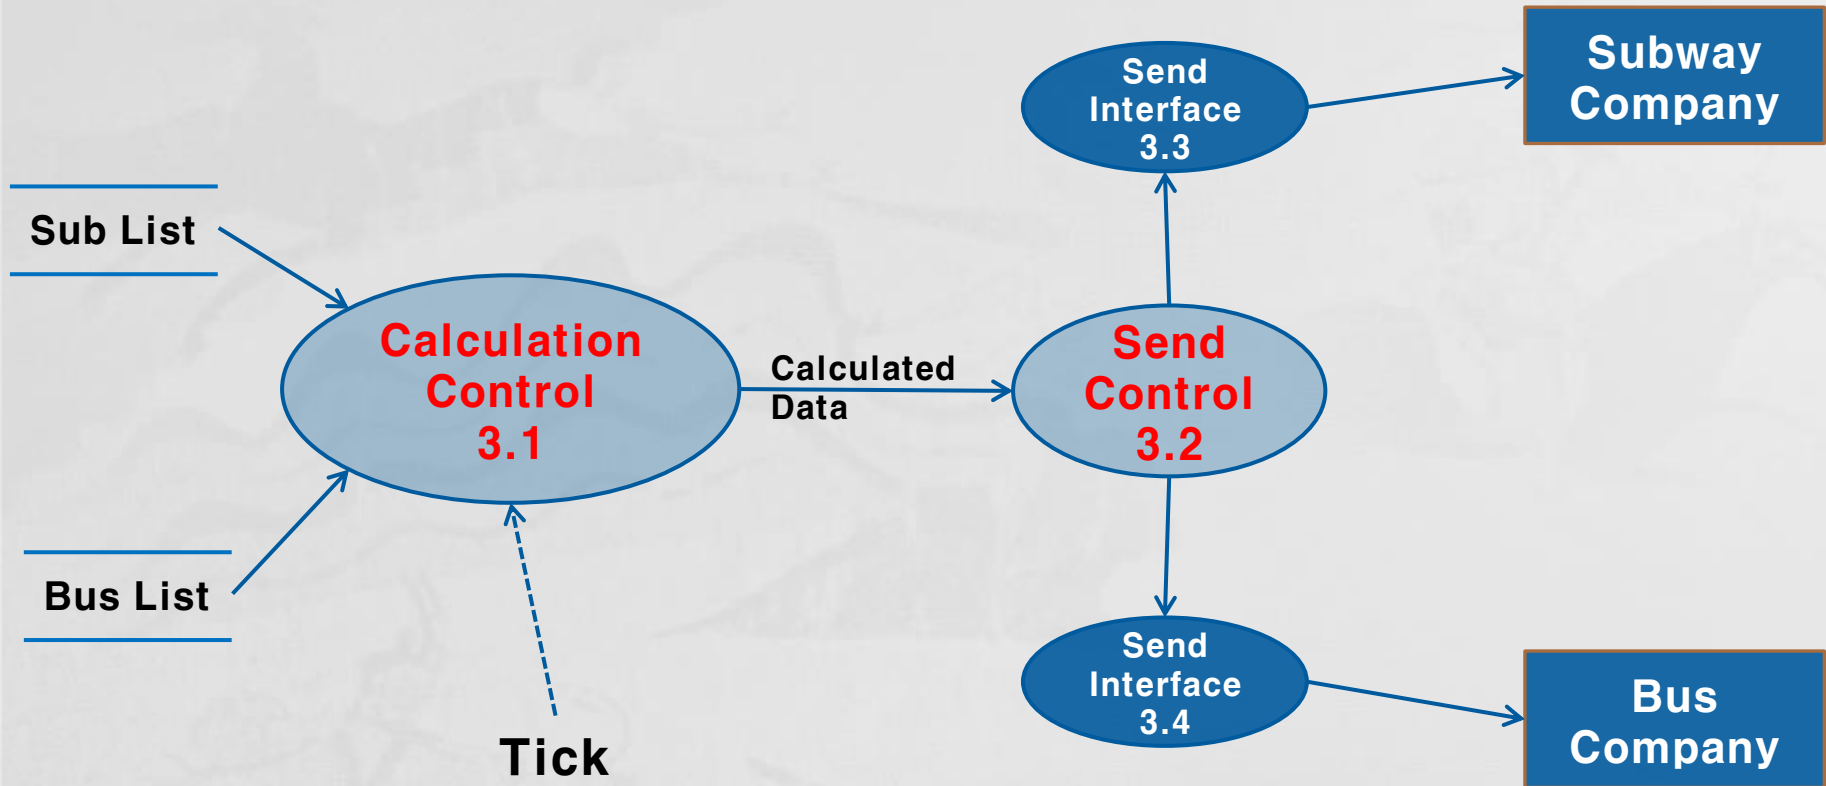 Sub List
Bus List
Calculation
Control
3.1
Tick
Calculated
Data
Send
Control
3.2
Send
Interface
3.3
Send
Interface
3.4
Subway
Company
Bus
Company